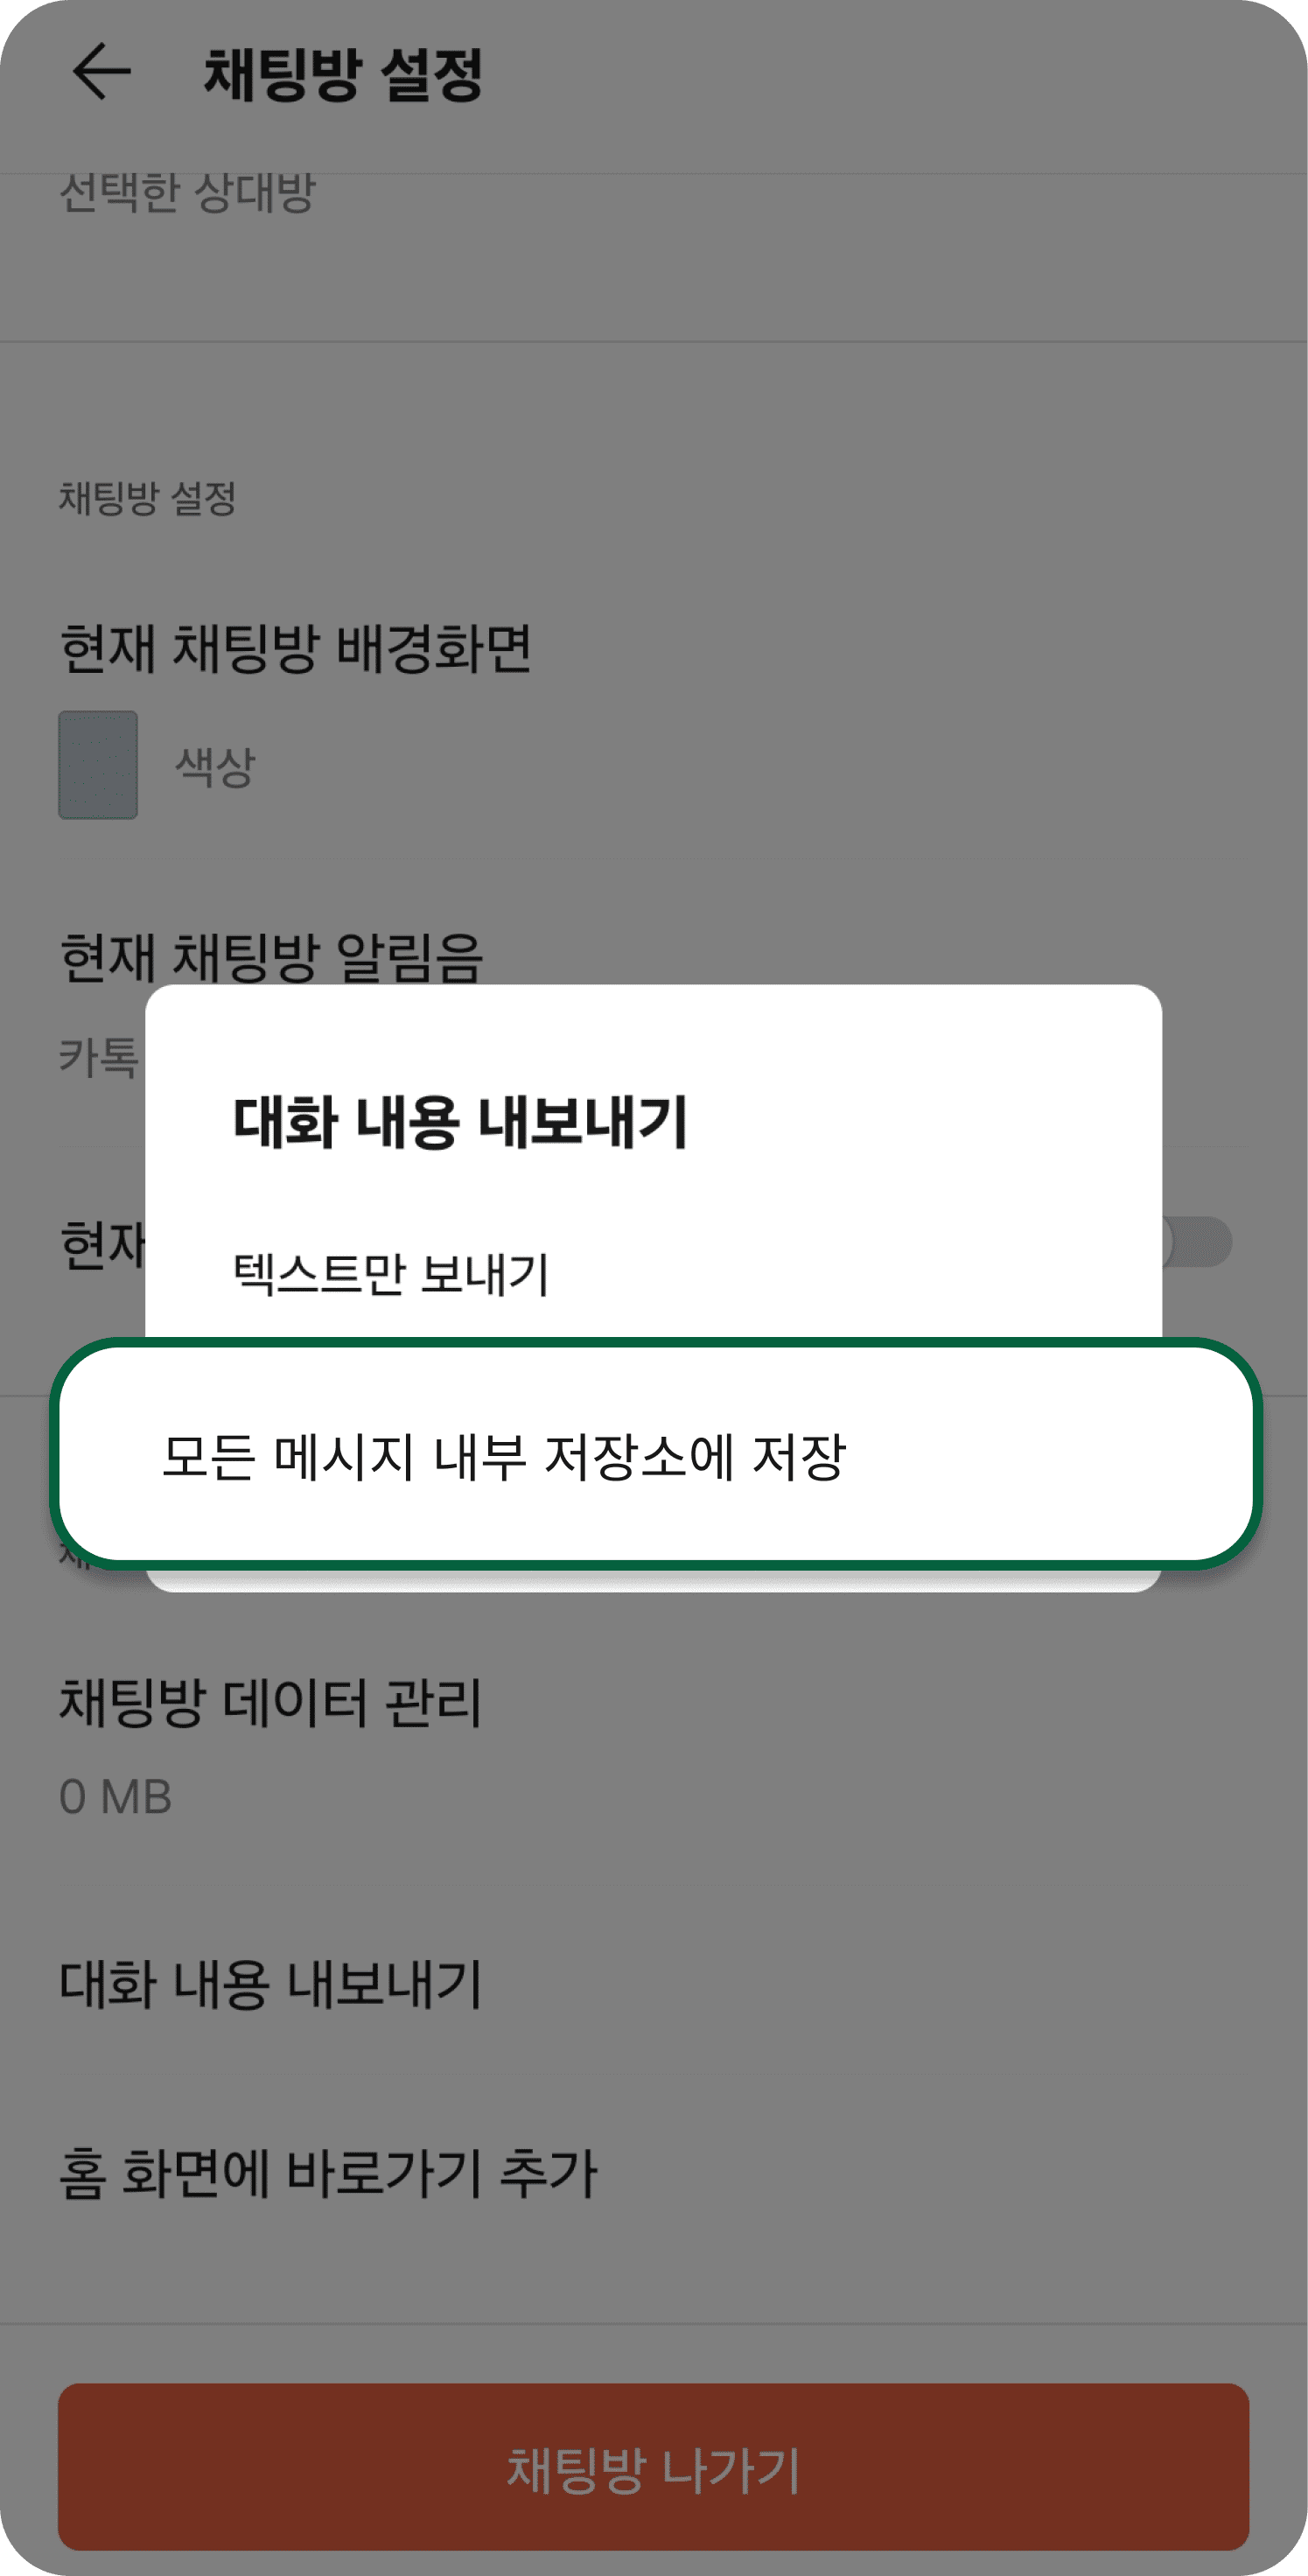 채팅방 설정
선택한 상대방
채팅방 설정
현재 채팅방 배경화면
색상
현재 채팅방 알림음
카톡
대화 내용 내보내기
현재
텍스트만 보내기
모든 메시지 내부 저장소에 저장
채팅방 데이터 관리
0 MB
대화 내용 내보내기
홈 화면에 바로가기 추가
채팅방 나가기